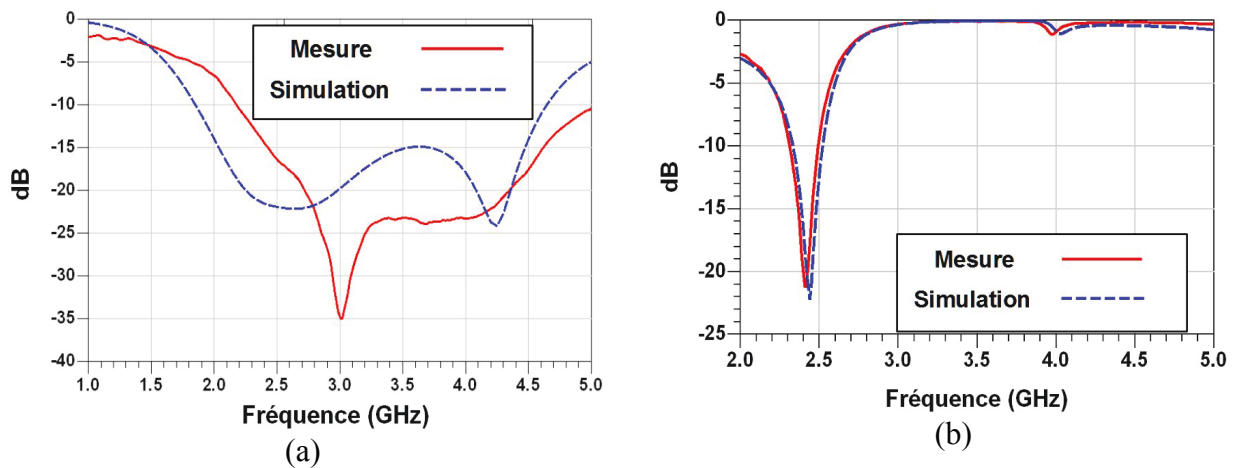 0
-5
-10
-15
-20
-25
-30
-35
-40
dB
Mesure
Simulation
1.0 1.5 2.0 2.5 3.0 3.5 4.0 4.5 5.0
Fréquence (GHz)
(a)
0
-5
-10
-15
-20
-25
dB
Mesure
Simulation
2.0 2.5 3.0 3.5 4.0 4.5 5.0
Fréquence (GHz)
(b)